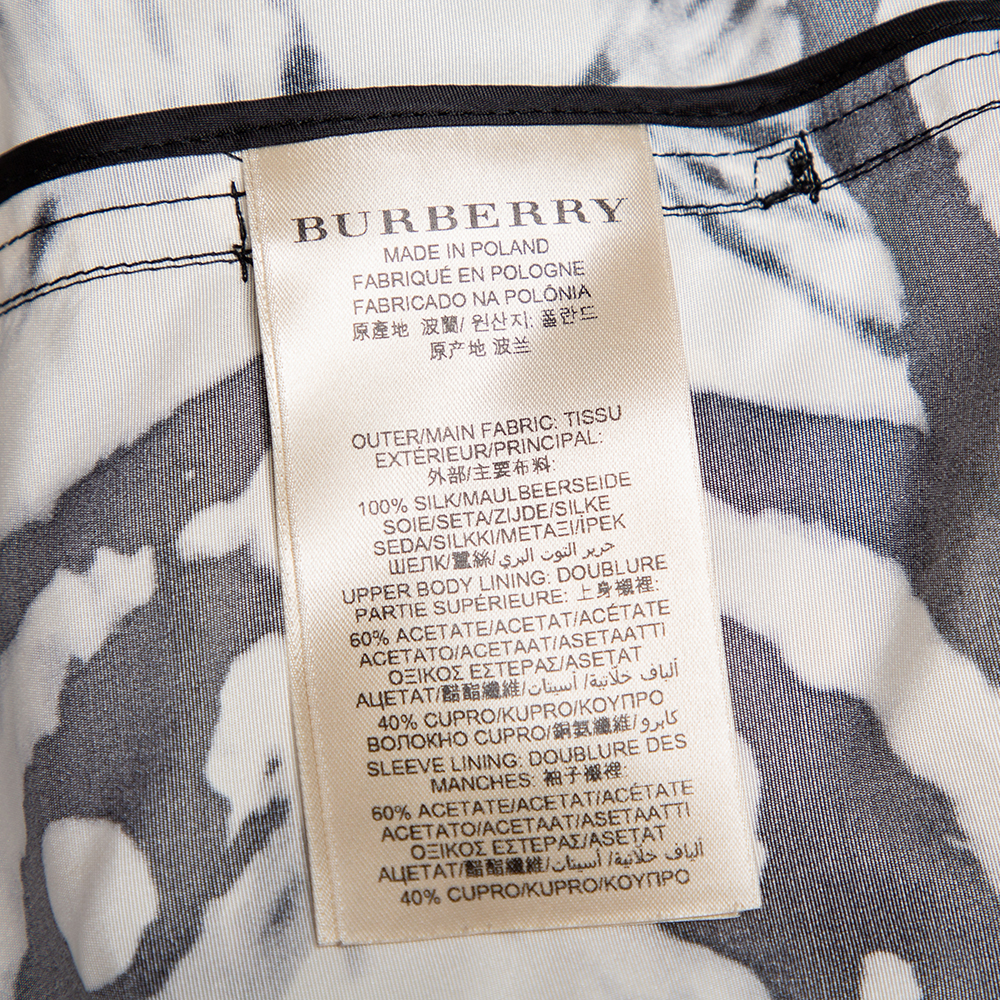 BURBERRY
MADE IN POLAND
FABRIQUÉ EN POLOGNE
FABRICADO NA POLÔNIA
原產地 波蘭/ 원산지: 폴란드
原产地 波兰
OUTER/MAIN FABRIC: TISSU
EXTÉRIEUR/PRINCIPAL:
外部/主要布料:
100% SILK/MAULBEERSEIDE
SOIE/SETA/ZIJDE/SILKE
SEDA/SILKKI/ΜΕΤΑΞΙ/İPEK
ШЕЛК/蠶絲/حرير التوت البري
UPPER BODY LINING: DOUBLURE
PARTIE SUPÉRIEURE: 上身襯裡:
60% ACETATE/ACETAT/ACÉTATE
ACETATO/ACETAAT/ASETAATTI
ΟΞΙΚΟΣ ΕΣΤΕΡΑΣ/ASETAT
АЦЕТАТ/醋酯纖維/ألياف خلّاتية/ أسيتات
40% CUPRO/KUPRO/ΚΟΥΠΡΟ
ВОЛОКНО CUPRO/銅氨纖維/كابرو
SLEEVE LINING: DOUBLURE DES
MANCHES: 袖子襯裡:
60% ACETATE/ACETAT/ACÉTATE
ACETATO/ACETAAT/ASETAATTI
ΟΞΙΚΟΣ ΕΣΤΕΡΑΣ/ASETAT
АЦЕТАТ/醋酯纖維/ألياف خلّاتية/ أسيتات
40% CUPRO/KUPRO/ΚΟΥΠΡΟ